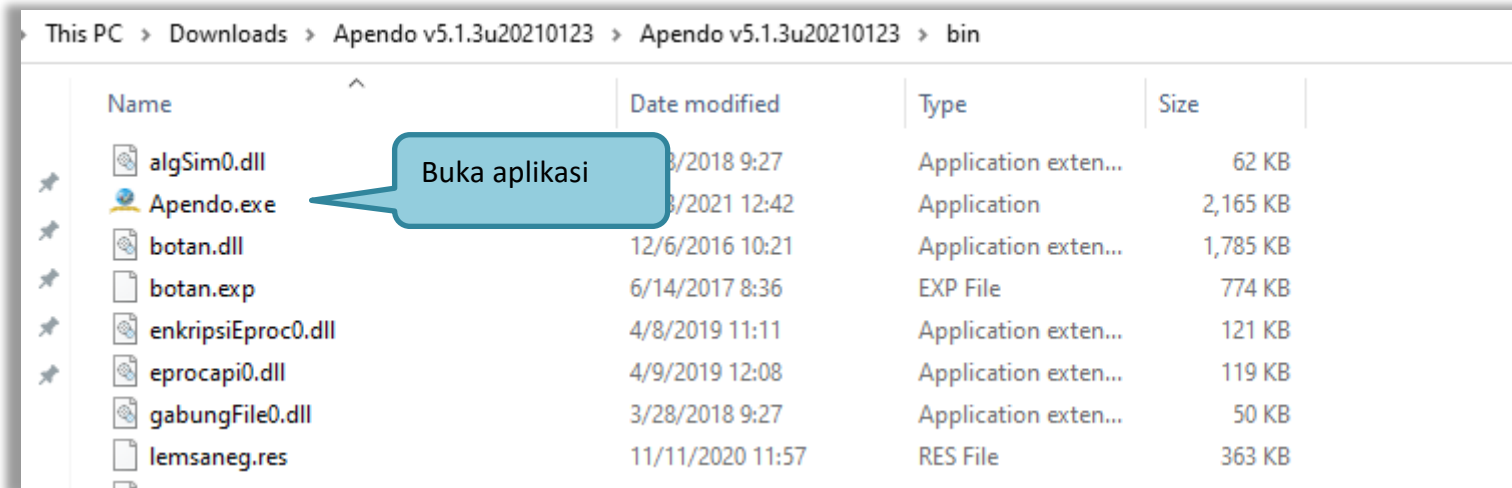 This PC > Downloads > Apendo v5.1.3u20210123 > Apendo v5.1.3u20210123 > bin
Name Date modified Type Size
algSim0.dll 8/2018 9:27 Application exten... 62 KB
Buka aplikasi
Apendo.exe /2021 12:42 Application 2,165 KB
botan.dll 12/6/2016 10:21 Application exten... 1,785 KB
botan.exp 6/14/2017 8:36 EXP File 774 KB
enkripsiEproc0.dll 4/8/2019 11:11 Application exten... 121 KB
eprocapi0.dll 4/9/2019 12:08 Application exten... 119 KB
gabungFile0.dll 3/28/2018 9:27 Application exten... 50 KB
lemsaneg.res 11/11/2020 11:57 RES File 363 KB